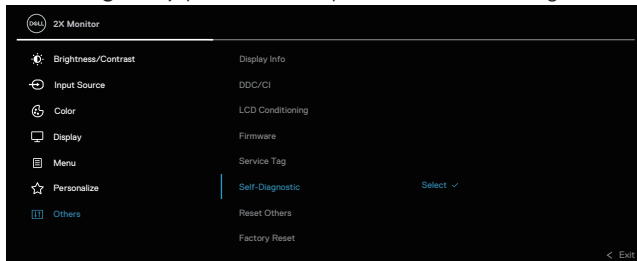 DELL 2X Monitor
Brightness/Contrast Display Info
Input Source DDC/CI
Color LCD Conditioning
Display Firmware
Menu Service Tag
Personalize Self-Diagnostic Select ✓
Others Reset Others
Factory Reset
< Exit